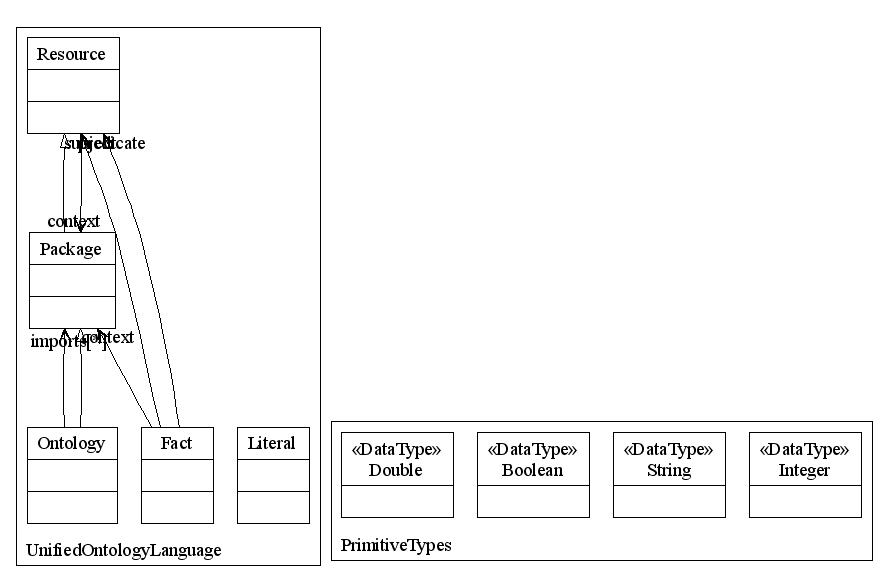 Resource
subject
predicate
context
Package
imports[*]
context
Ontology
Fact
Literal
UnifiedOntologyLanguage
«DataType»
Double
«DataType»
Boolean
«DataType»
String
«DataType»
Integer
PrimitiveTypes